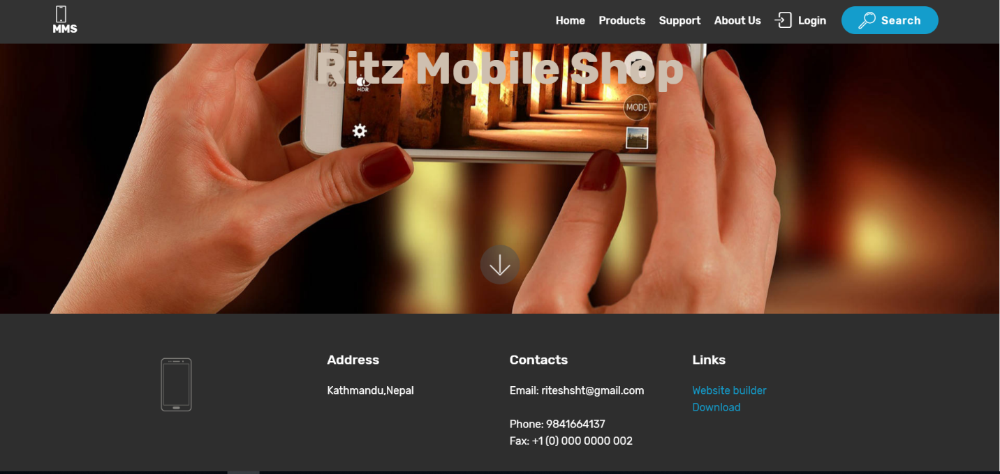 MMS
Home Products Support About Us Login Search
Ritz Mobile Shop
HDR
MODE
Address
Kathmandu,Nepal
Contacts
Email: riteshsht@gmail.com
Phone: 9841664137
Fax: +1 (0) 000 0000 002
Links
Website builder
Download